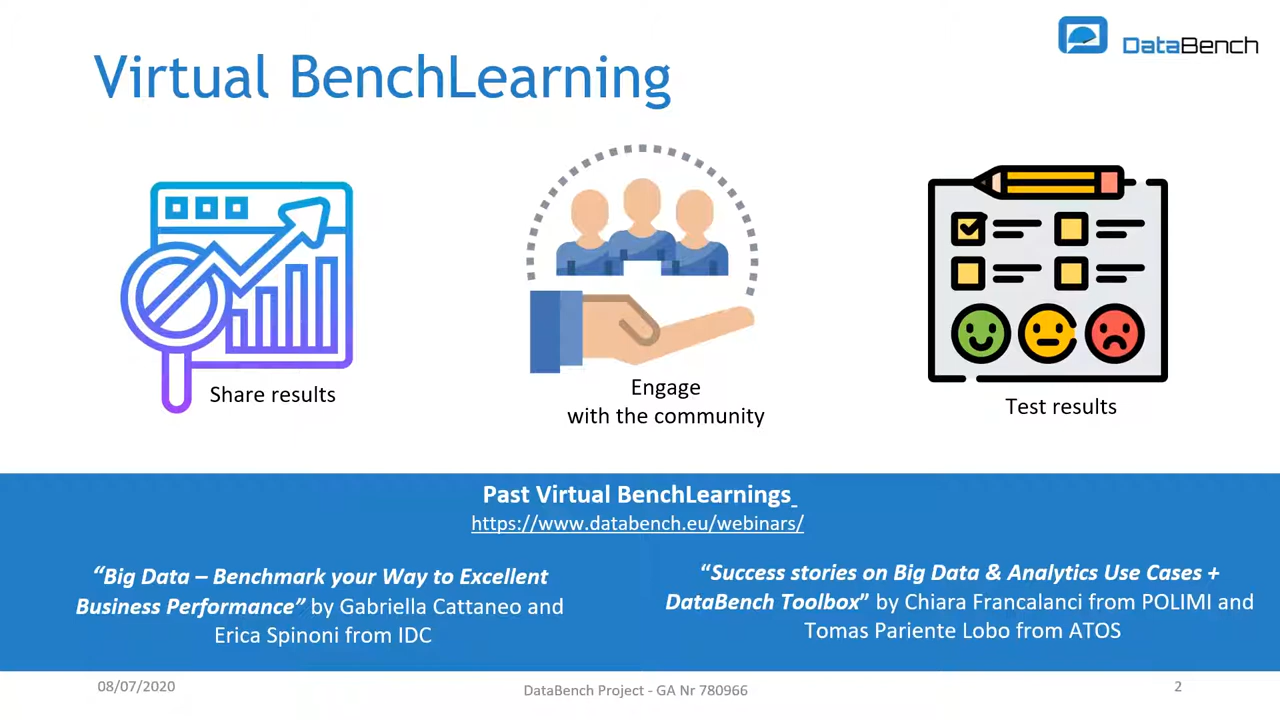 DataBench
Virtual BenchLearning
Share results
Engage
with the community
Test results
Past Virtual BenchLearnings
https://www.databench.eu/webinars/
“Big Data – Benchmark your Way to Excellent
Business Performance” by Gabriella Cattaneo and
Erica Spinoni from IDC
“Success stories on Big Data & Analytics Use Cases +
DataBench Toolbox” by Chiara Francalanci from POLIMI and
Tomas Pariente Lobo from ATOS
08/07/2020
DataBench Project - GA Nr 780966
2